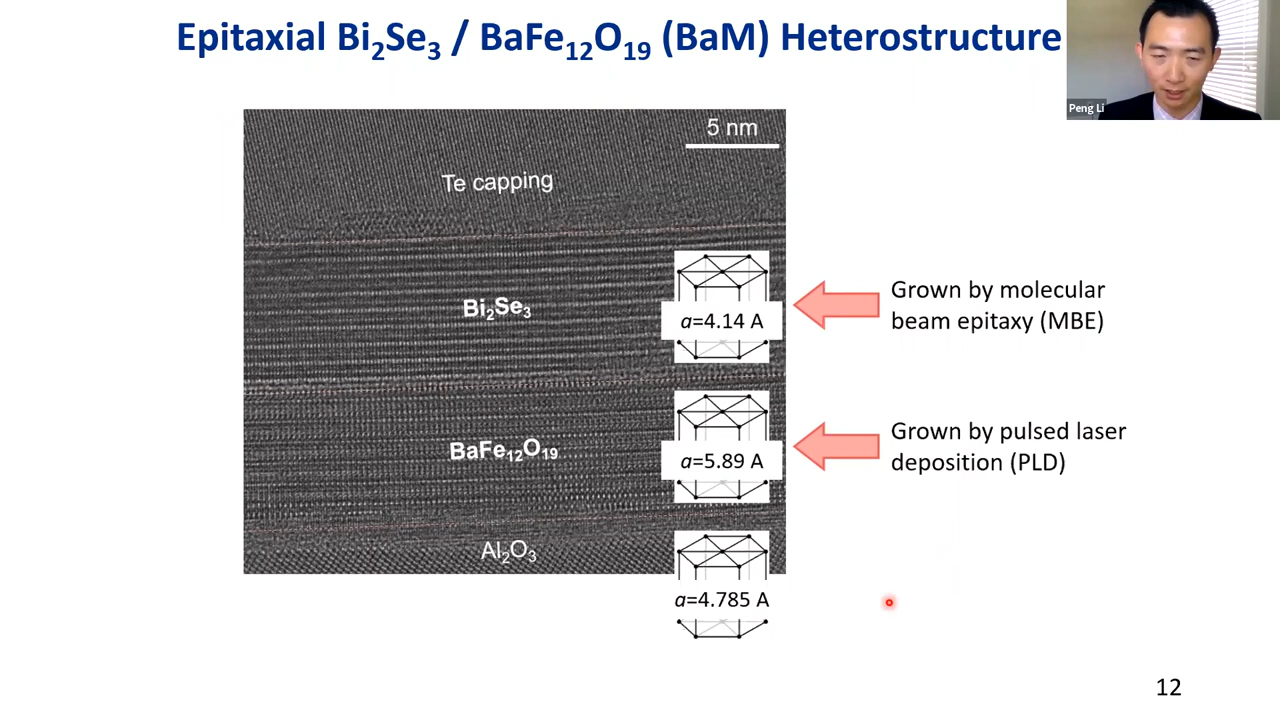 Epitaxial Bi₂Se₃ / BaFe₁₂O₁₉ (BaM) Heterostructure
Peng Li
5 nm
Te capping
Bi₂Se₃
a=4.14 A
Grown by molecular
beam epitaxy (MBE)
BaFe₁₂O₁₉
a=5.89 A
Grown by pulsed laser
deposition (PLD)
Al₂O₃
a=4.785 A
12